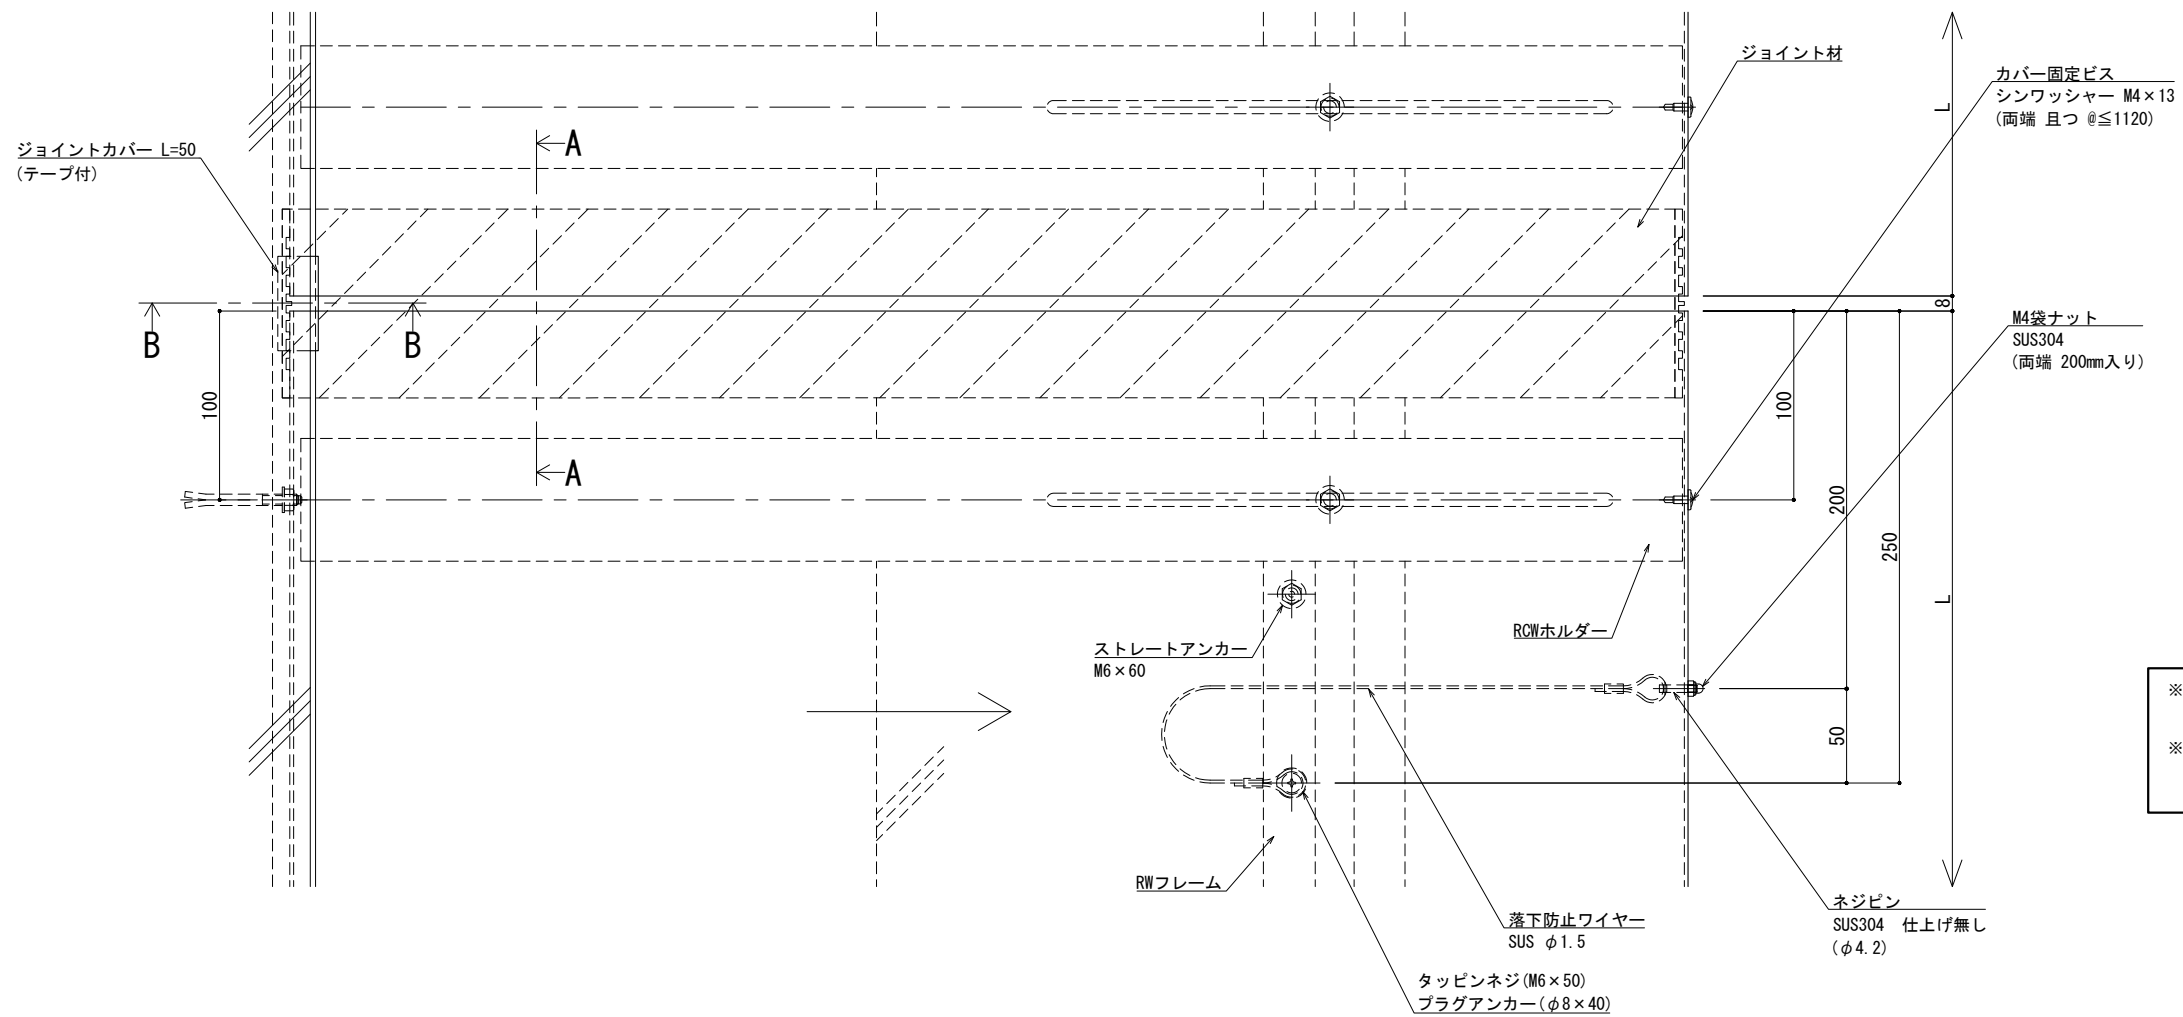 ジョイント材
カバー固定ビス
シンワッシャー M4×13
(両端 且つ @≦1120)
L
ジョイントカバー L=50
(テープ付)
A
B
B
8
M4袋ナット
SUS304
(両端 200mm入り)
100
100
200
250
A
L
RCWホルダー
ストレートアンカー
M6×60
50
※
※
RWフレーム
落下防止ワイヤー
SUS φ1.5
ネジピン
SUS304 仕上げ無し
(φ4.2)
タッピンネジ(M6×50)
プラグアンカー(φ8×40)